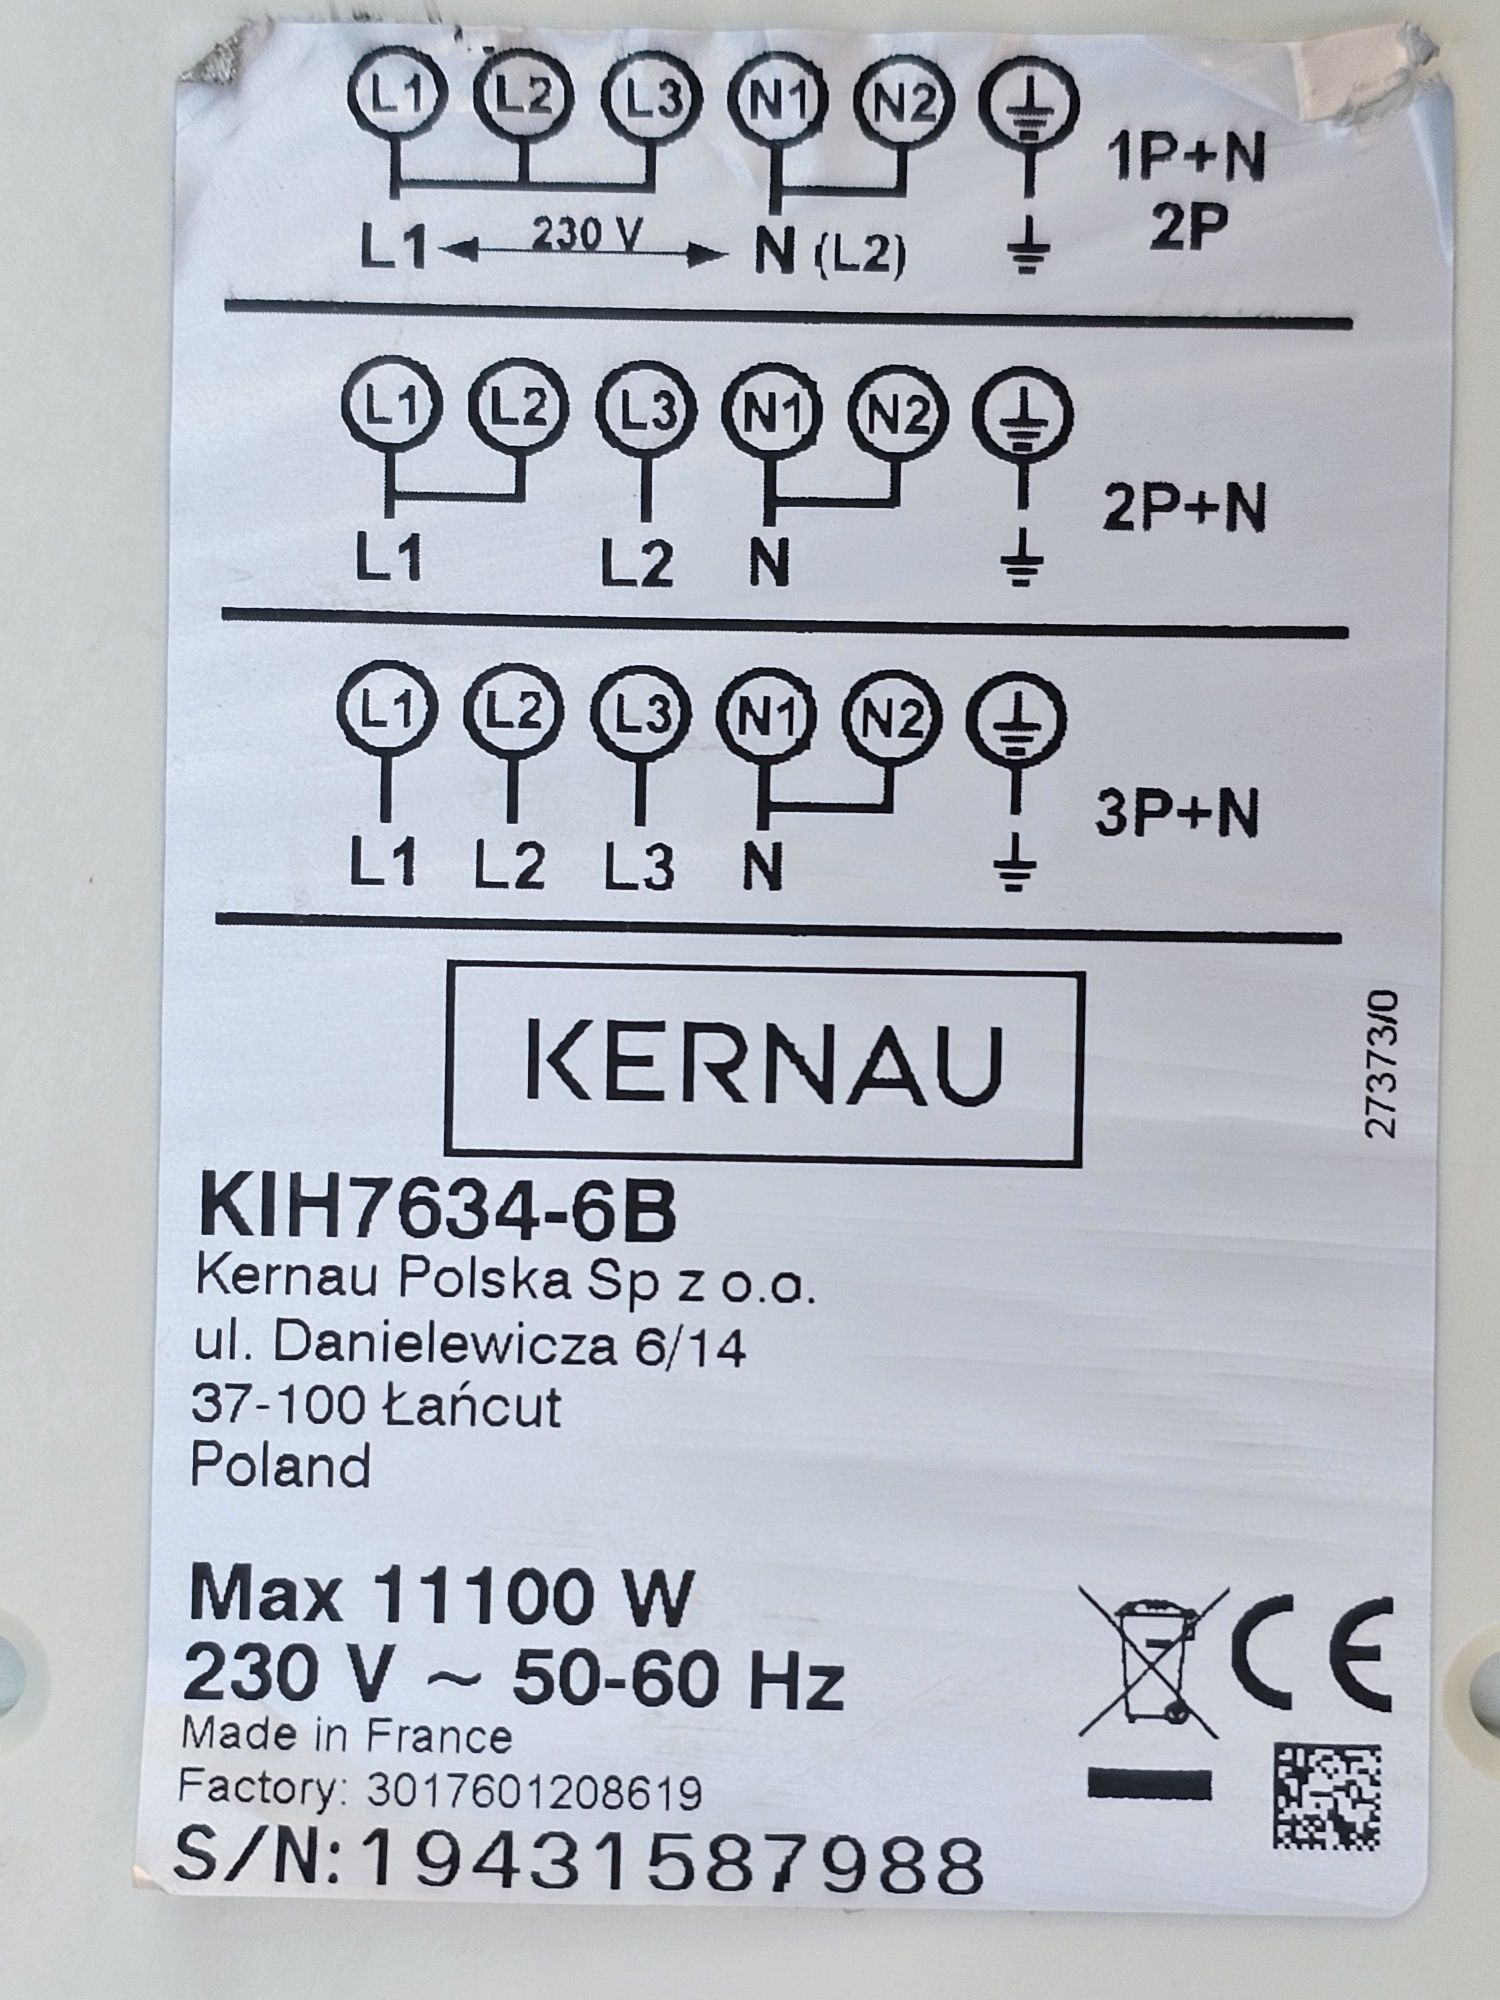 L1 L2 L3 N1 N2 1P+N
2P
L1 230 V N (L2)
L1 L2 L3 N1 N2 2P+N
L1 L2 N
L1 L2 L3 N1 N2 3P+N
L1 L2 L3 N
KERNAU
27373/0
KIH7634-6B
Kernau Polska Sp z o.o.
ul. Danielewicza 6/14
37-100 Łańcut
Poland
Max 11100 W
230 V ~ 50-60 Hz
CE
Made in France
Factory: 3017601208619
S/N:19431587988